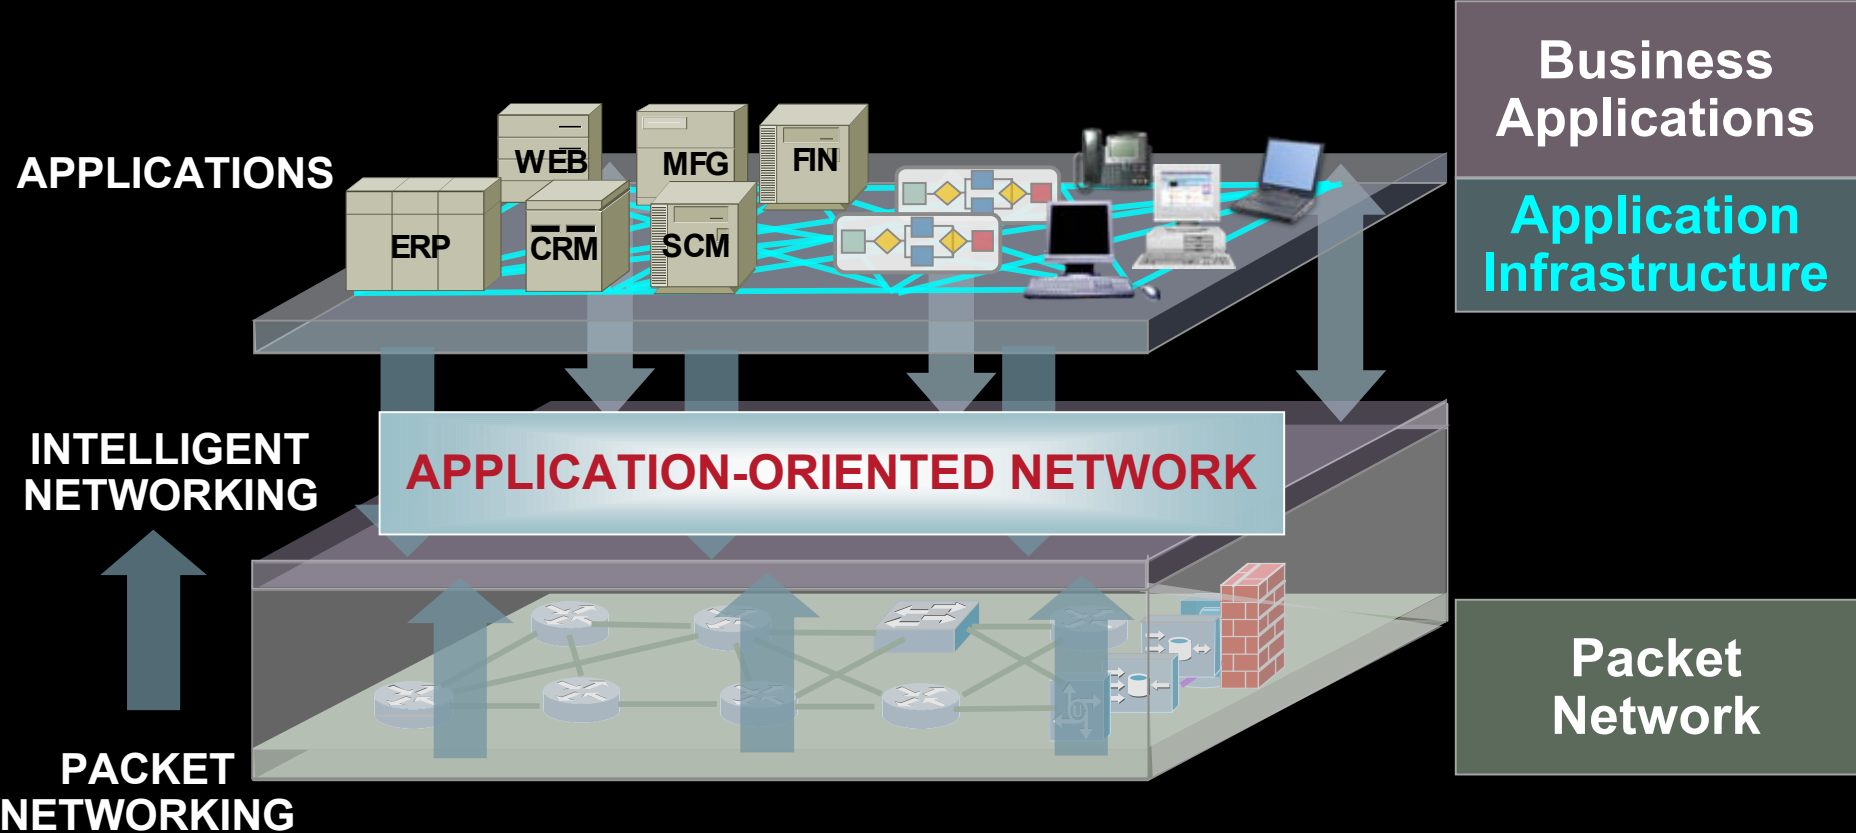 Business
Applications
APPLICATIONS
WEB
MFG
FIN
ERP
CRM
SCM
Application
Infrastructure
INTELLIGENT
NETWORKING
APPLICATION-ORIENTED NETWORK
Packet
Network
PACKET
NETWORKING